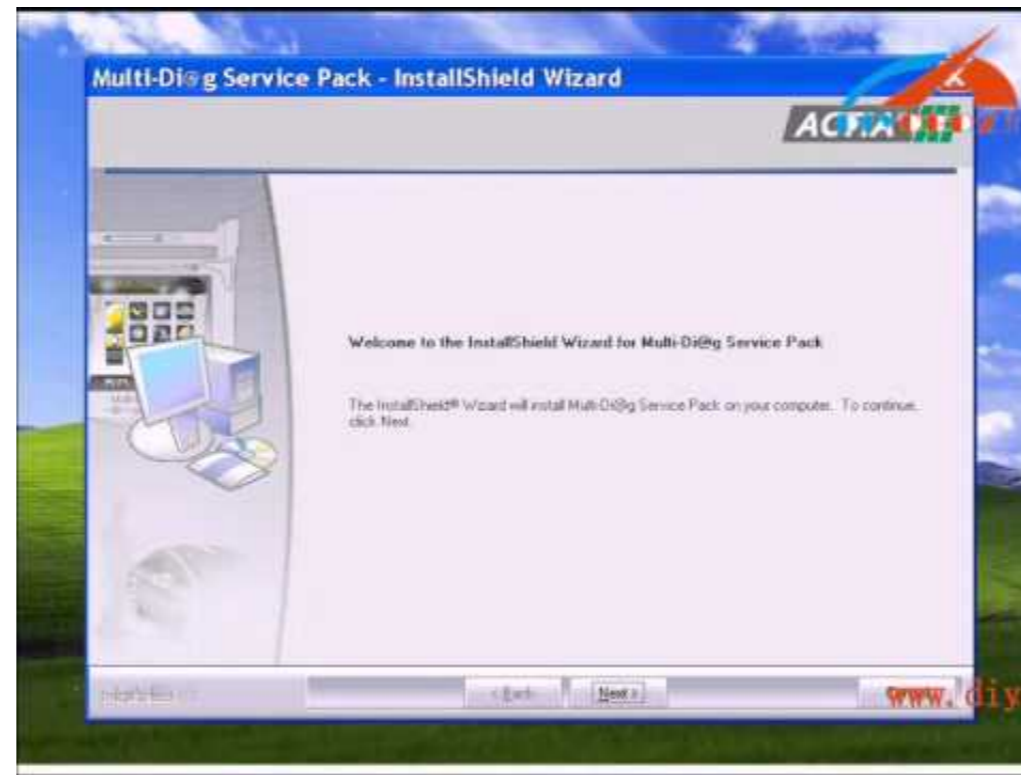 Multi-Di@g Service Pack - InstallShield Wizard
Welcome to the InstallShield Wizard for Multi-Di@g Service Pack
The InstallShield® Wizard will install Multi-Di@g Service Pack on your computer. To continue,
click Next.
< Back
Next >
www.diy